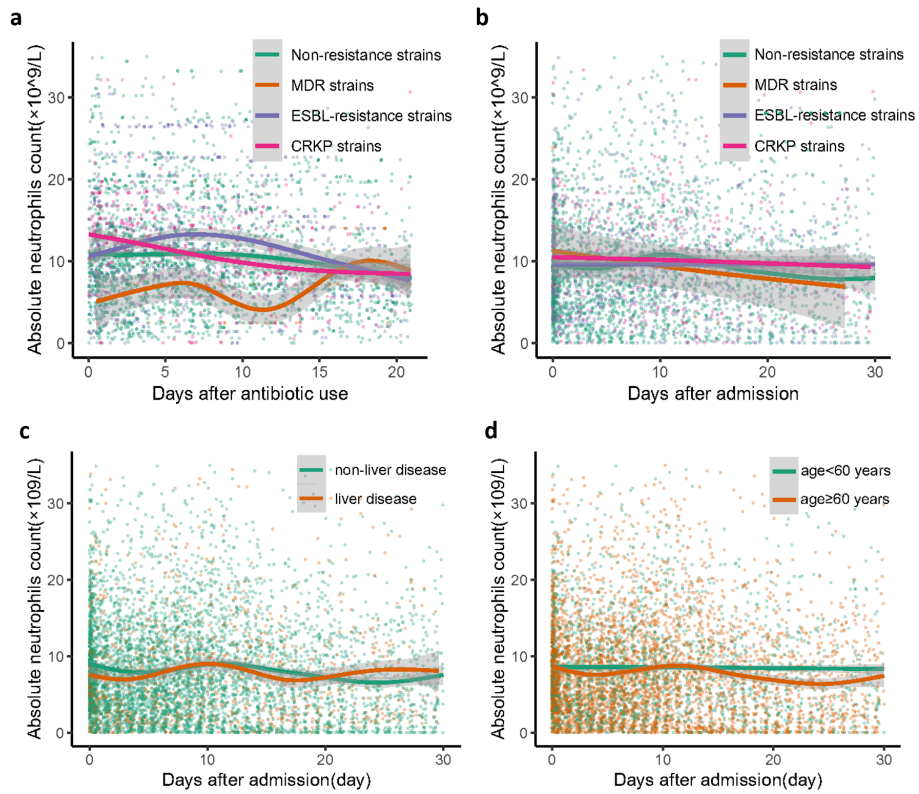 a
Absolute neutrophils count(×10^9/L)
30
20
10
0
Non-resistance strains
MDR strains
ESBL-resistance strains
CRKP strains
0 5 10 15 20
Days after antibiotic use
b
Absolute neutrophils count(×10^9/L)
30
20
10
0
Non-resistance strains
MDR strains
ESBL-resistance strains
CRKP strains
0 10 20 30
Days after admission
c
Absolute neutrophils count(×109/L)
30
20
10
0
non-liver disease
liver disease
0 10 20 30
Days after admission(day)
d
Absolute neutrophils count(×109/L)
30
20
10
0
age<60 years
age≥60 years
0 10 20 30
Days after admission(day)